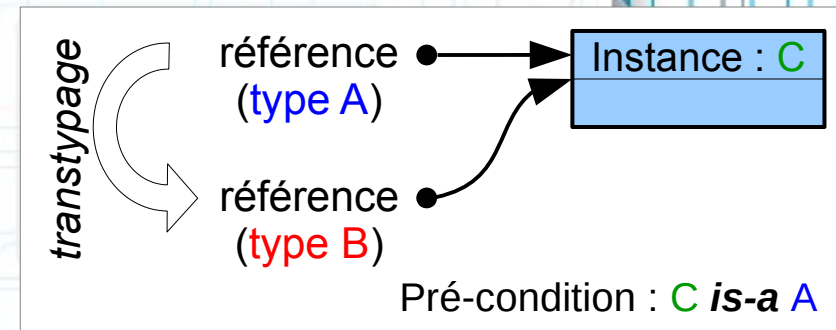 transtypage
référence
(type A)
Instance : C
référence
(type B)
Pré-condition : C is-a A